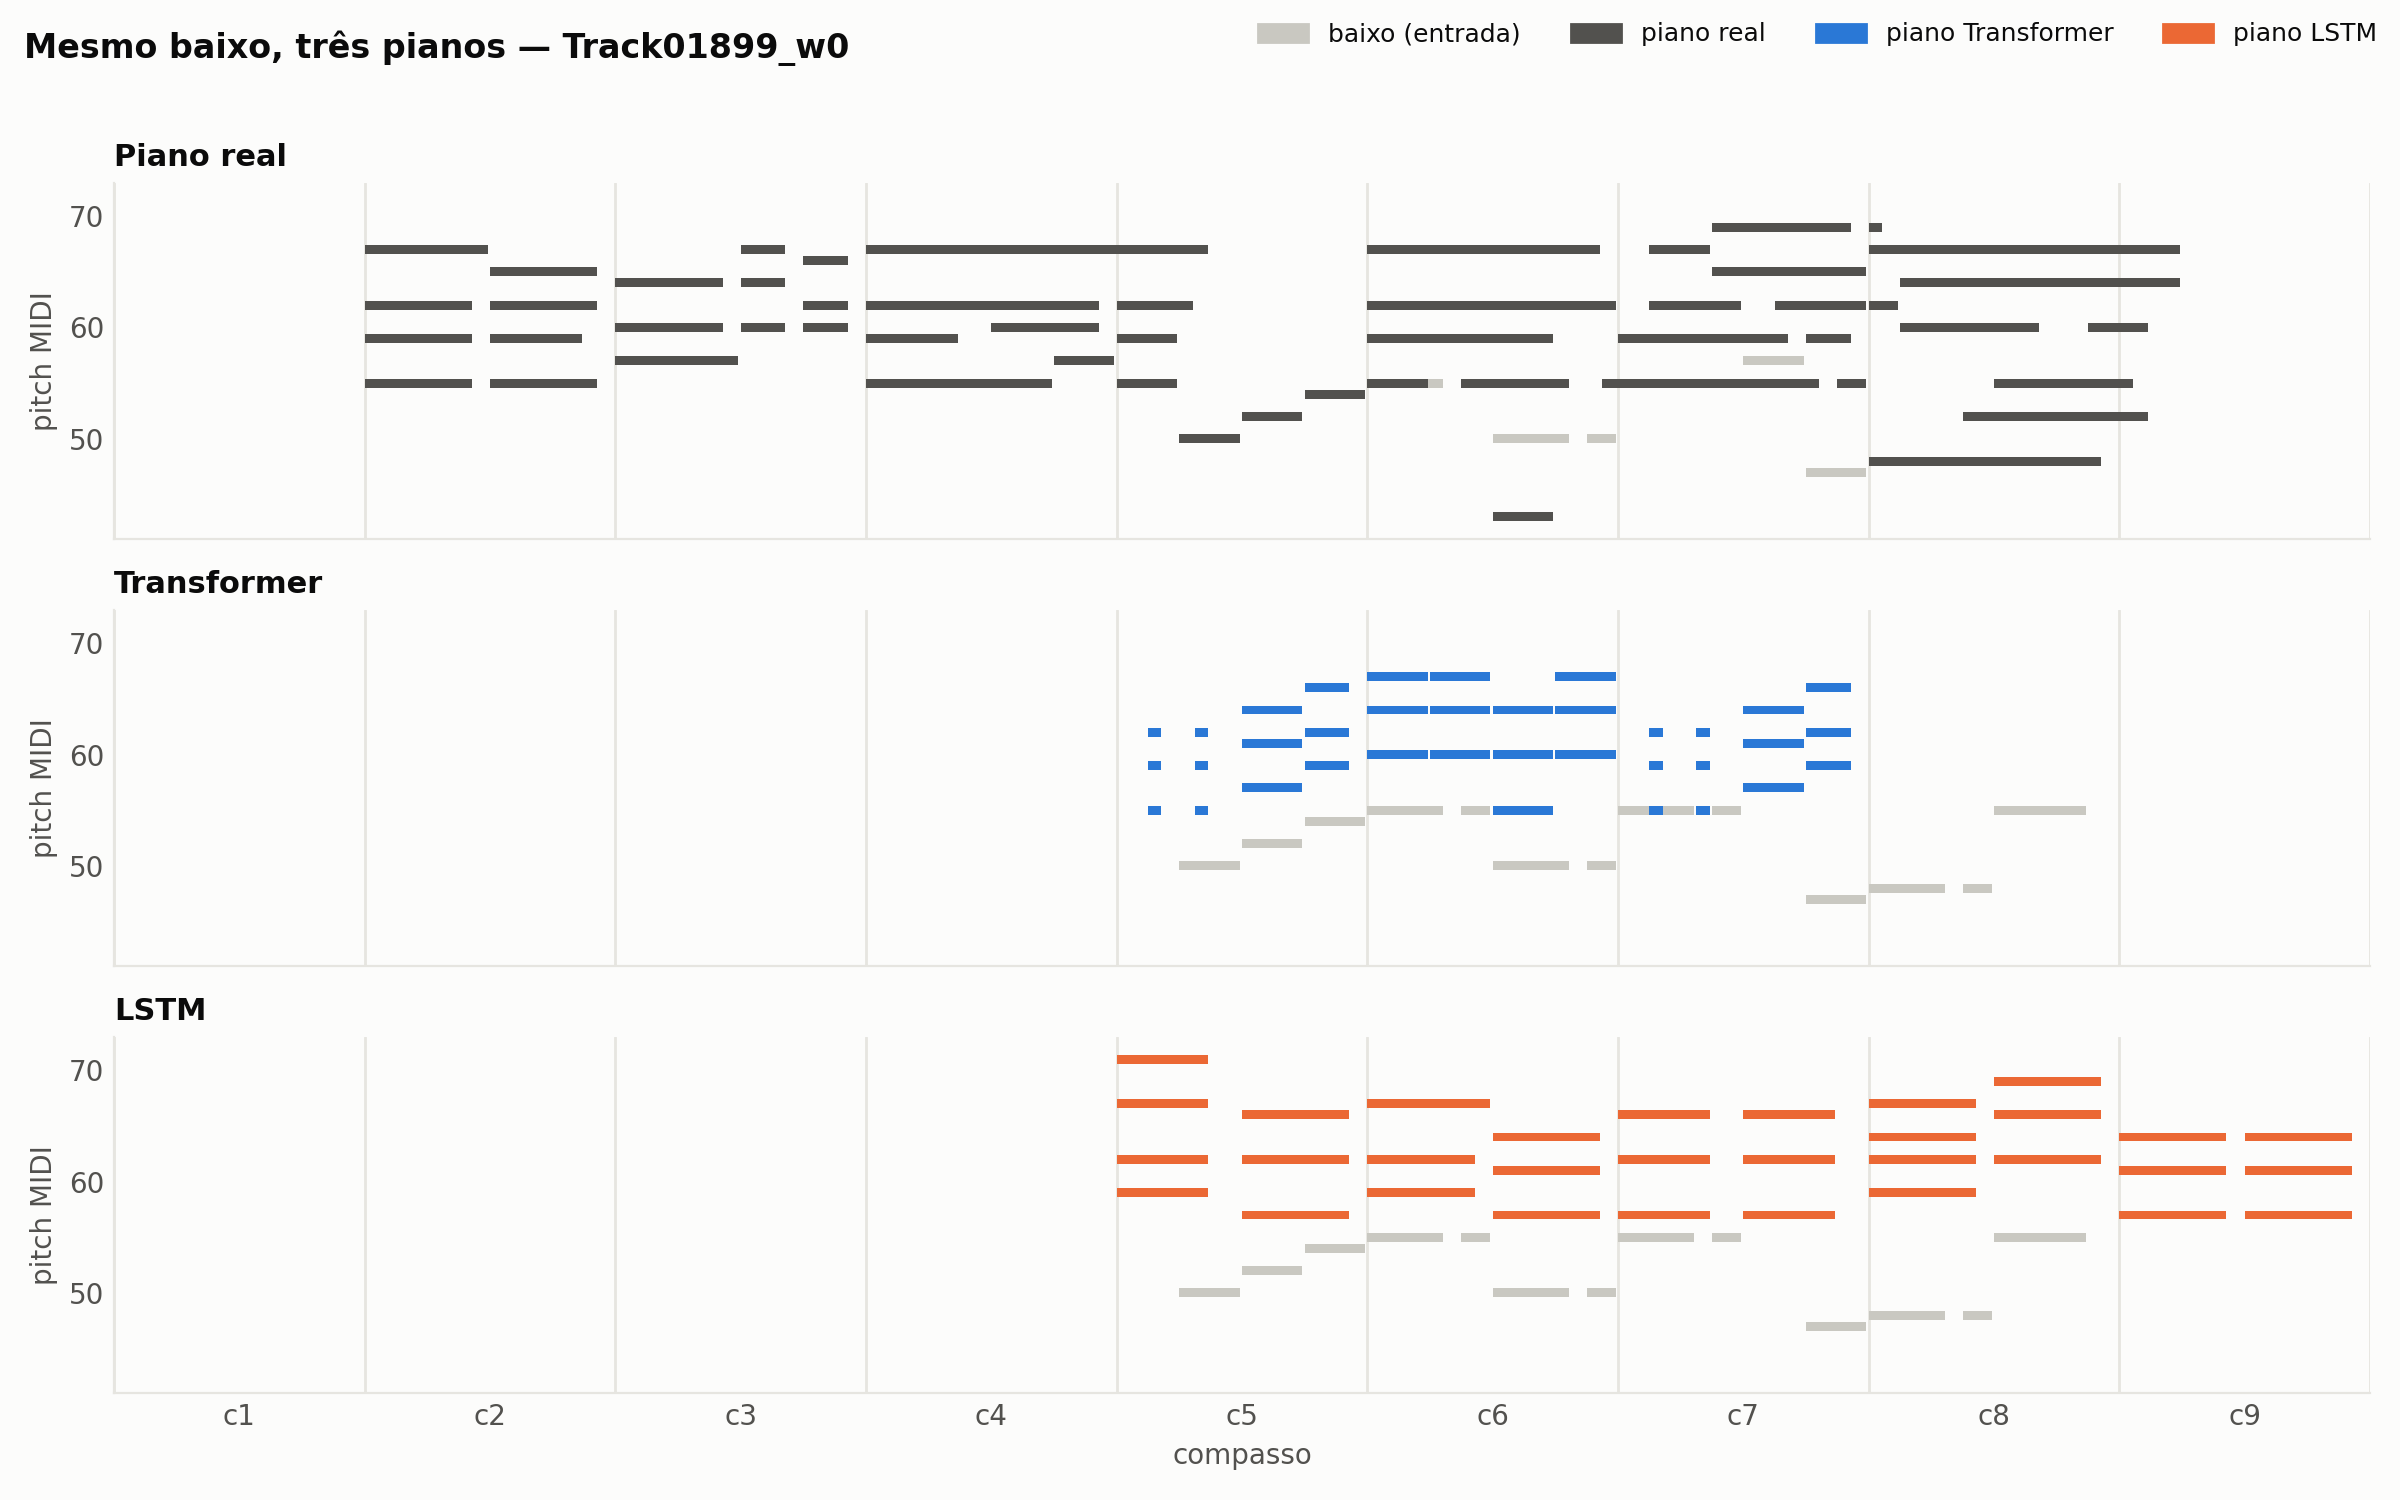 Mesmo baixo, três pianos — Track01899_w0
baixo (entrada)
piano real
piano Transformer
piano LSTM
Piano real
70
60
50
pitch MIDI
Transformer
70
60
50
pitch MIDI
LSTM
70
60
50
pitch MIDI
c1 c2 c3 c4 c5 c6 c7 c8 c9
compasso